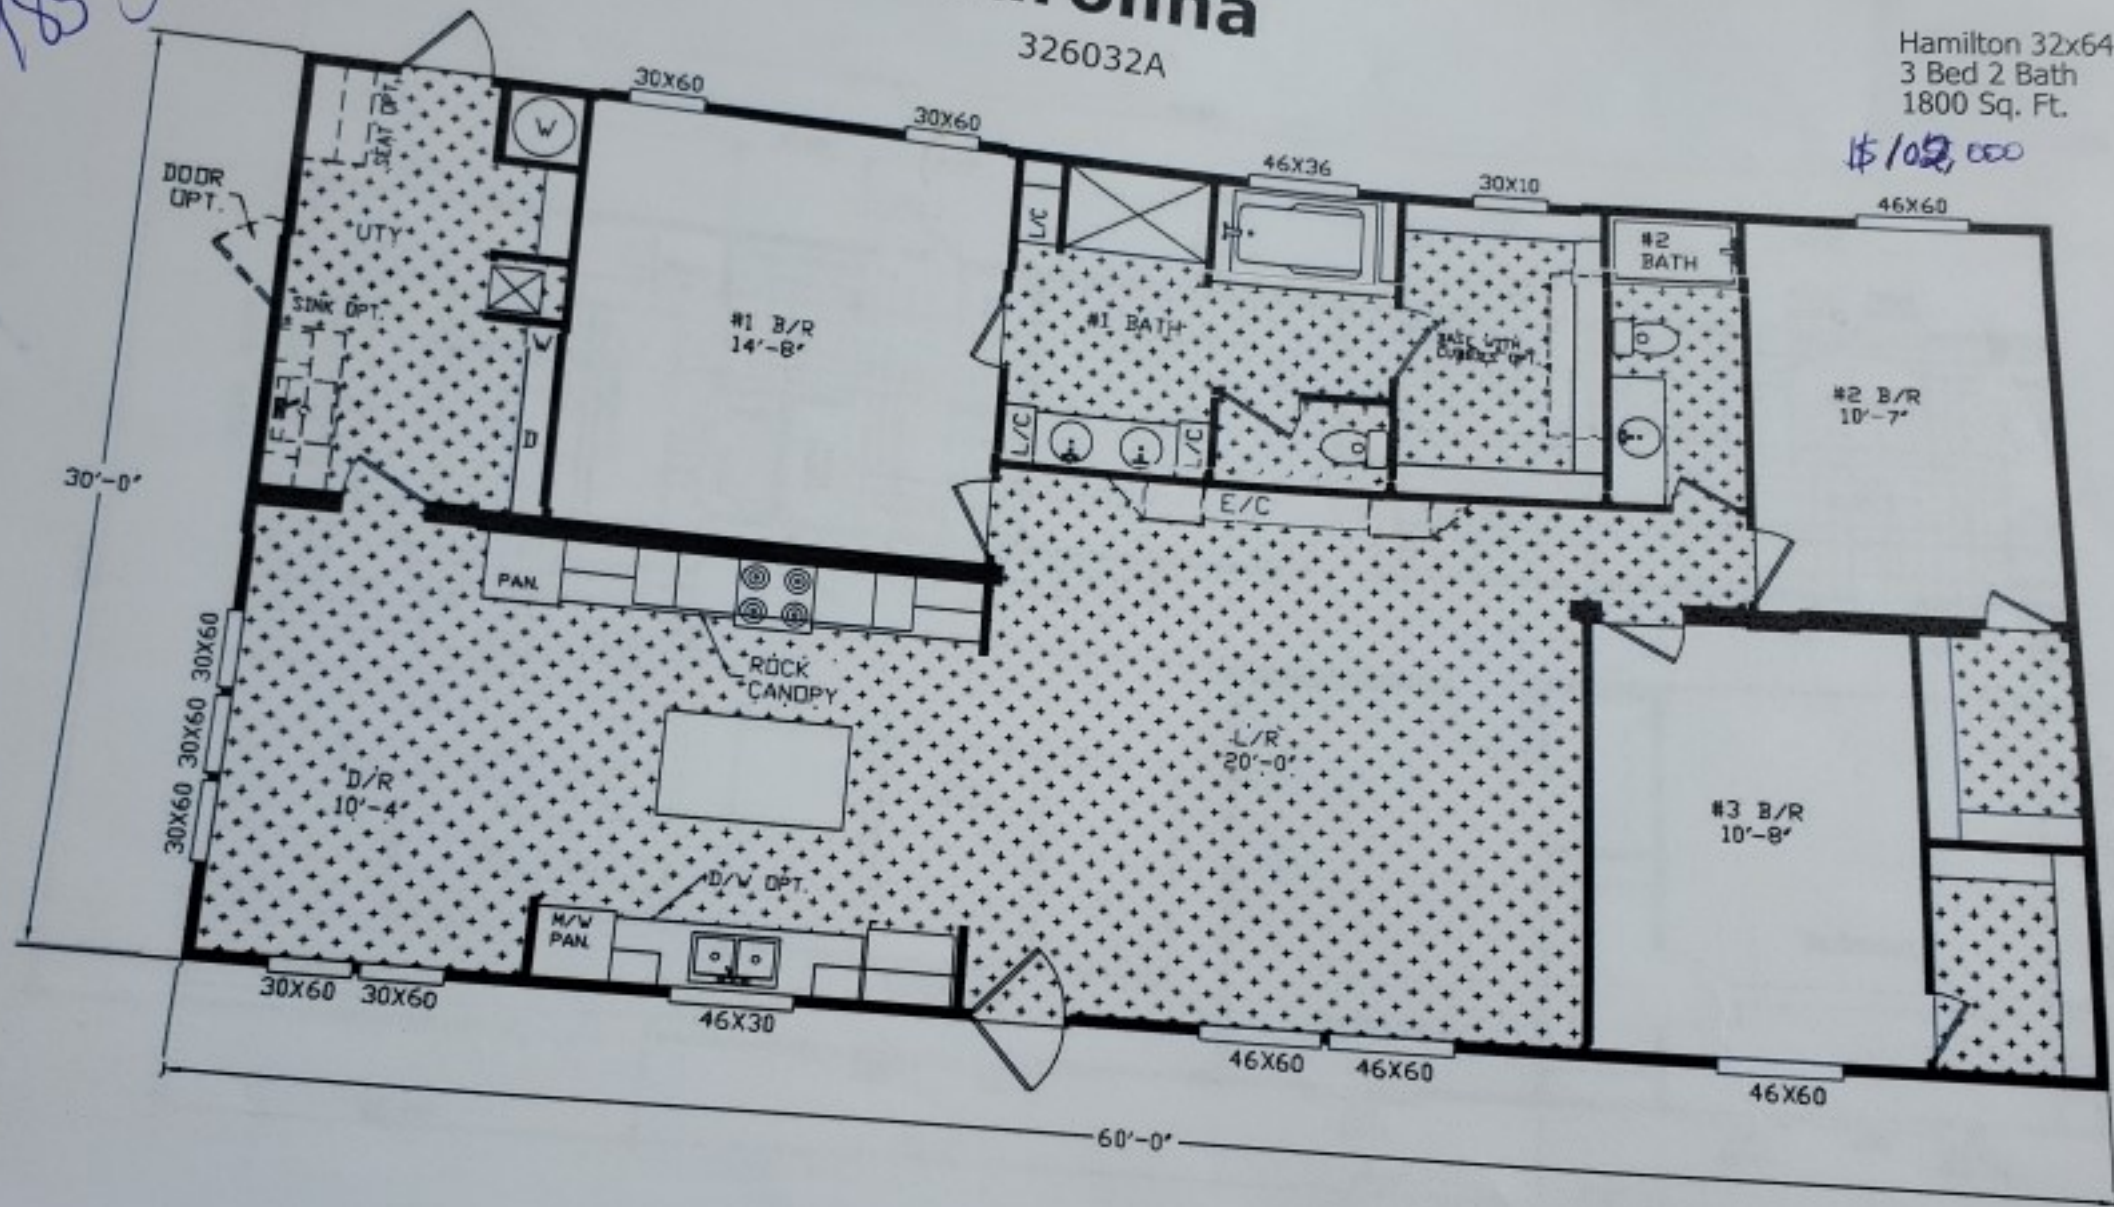 326032A
Hamilton 32x64
3 Bed 2 Bath
1800 Sq. Ft.
30X60
30X60
46X36
30X10
46X60
SEAT OPT.
W
DOOR
OPT.
UTY
SINK OPT.
W
D
#1 B/R
14'-8"
L/C
#1 BATH
L/C
L/C
#2
BATH
#2 B/R
10'-7"
30'-0"
E/C
PAN.
ROCK
CANOPY
30X60
30X60
30X60
D/R
10'-4"
L/R
20'-0"
#3 B/R
10'-8"
D/W OPT.
M/W
PAN.
30X60
30X60
46X30
46X60
46X60
46X60
60'-0"